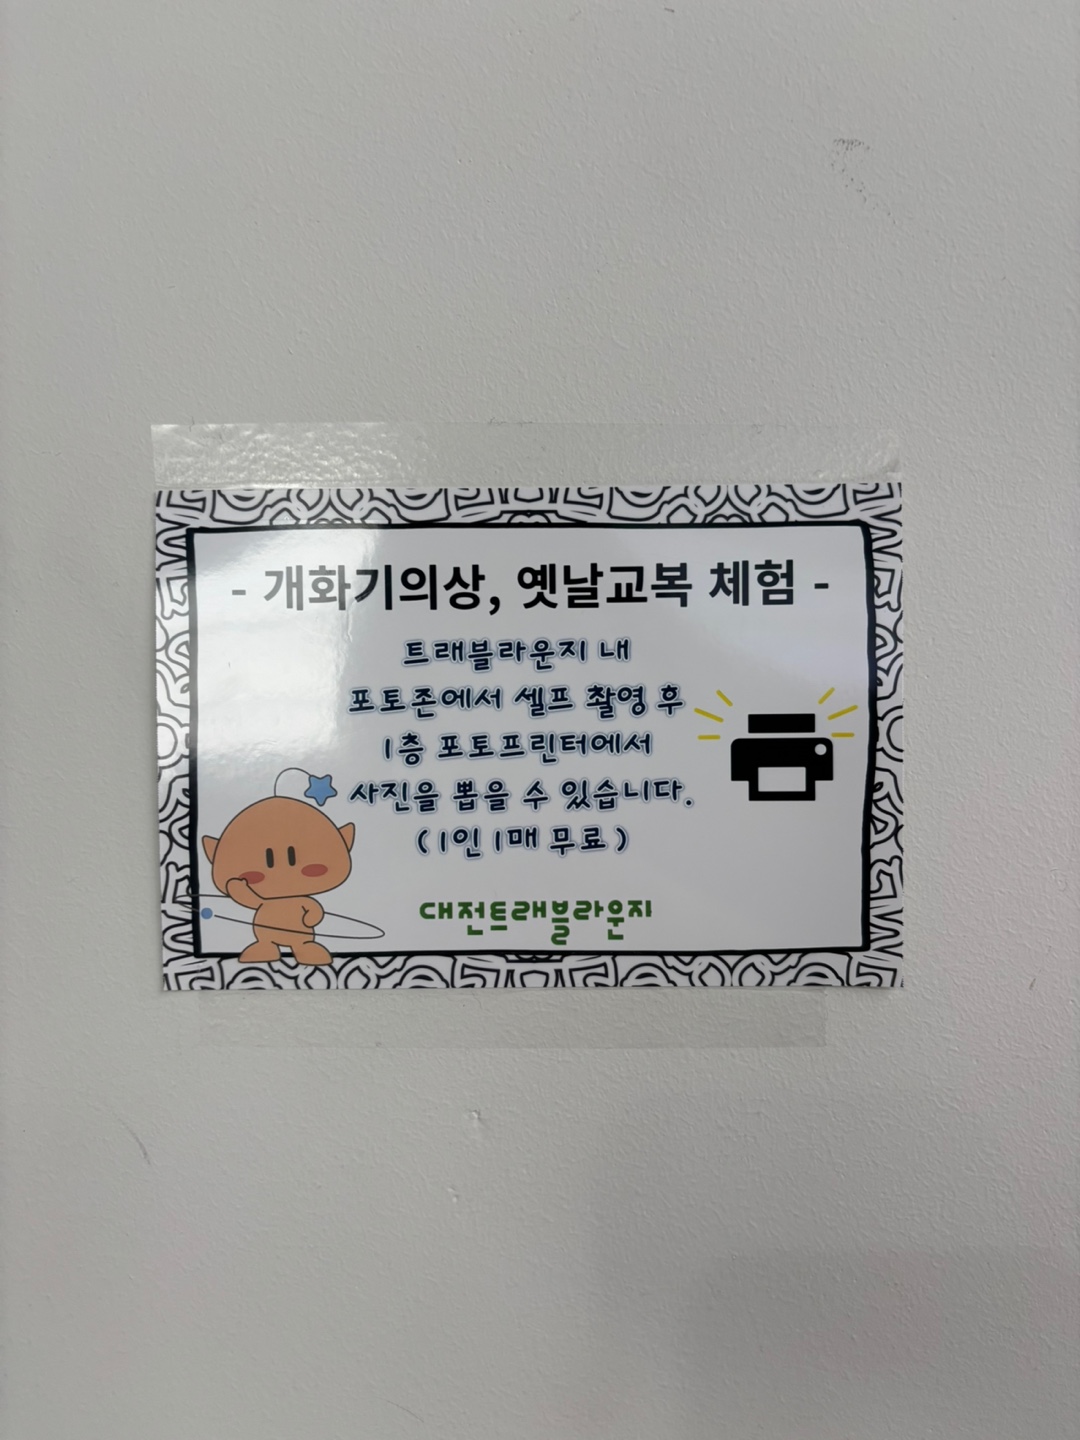 - 개화기의상, 옛날교복 체험 -
트래블라운지 내
포토존에서 셀프 촬영 후
1층 포토프린터에서
사진을 뽑을 수 있습니다.
(1인 1매 무료)
대전트래블라운지